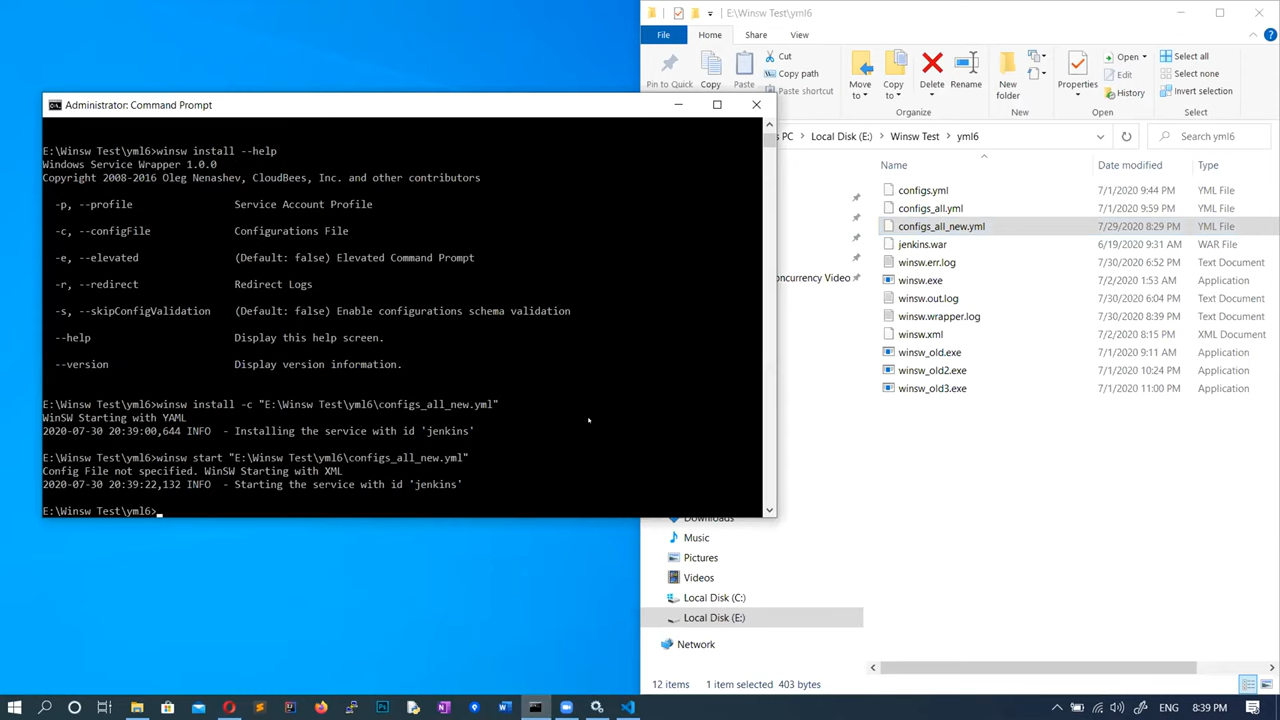 Administrator: Command Prompt
E:\Winsw Test\yml6>winsw install --help
Windows Service Wrapper 1.0.0
Copyright 2008-2016 Oleg Nenashev, CloudBees, Inc. and other contributors
-p, --profile Service Account Profile
-c, --configFile Configurations File
-e, --elevated (Default: false) Elevated Command Prompt
-r, --redirect Redirect Logs
-s, --skipConfigValidation (Default: false) Enable configurations schema validation
--help Display this help screen.
--version Display version information.
E:\Winsw Test\yml6>winsw install -c "E:\Winsw Test\yml6\configs_all_new.yml"
WinSW Starting with YAML
2020-07-30 20:39:00,644 INFO - Installing the service with id 'jenkins'
E:\Winsw Test\yml6>winsw start "E:\Winsw Test\yml6\configs_all_new.yml"
Config File not specified. WinSW Starting with XML
2020-07-30 20:39:22,132 INFO - Starting the service with id 'jenkins'
E:\Winsw Test\yml6>
E:\Winsw Test\yml6
File Home Share View
Pin to Quick
Copy
Paste
Cut
Copy path
Paste shortcut
Move to
Copy to
Delete
Rename
Organize
New folder
New
Properties
Open
Edit
History
Open
Select all
Select none
Invert selection
Select
s PC > Local Disk (E:) > Winsw Test > yml6
Search yml6
Name Date modified Type
configs.yml 7/1/2020 9:44 PM YML File
configs_all.yml 7/1/2020 9:59 PM YML File
configs_all_new.yml 7/29/2020 8:29 PM YML File
jenkins.war 6/19/2020 9:31 AM WAR File
winsw.err.log 7/30/2020 6:52 PM Text Document
winsw.exe 7/2/2020 1:53 AM Application
winsw.out.log 7/30/2020 6:04 PM Text Document
winsw.wrapper.log 7/30/2020 8:39 PM Text Document
winsw.xml 7/2/2020 8:15 PM XML Document
winsw_old.exe 7/1/2020 9:11 AM Application
winsw_old2.exe 7/1/2020 10:24 PM Application
winsw_old3.exe 7/1/2020 11:00 PM Application
oncurrency Video
Downloads
Music
Pictures
Videos
Local Disk (C:)
Local Disk (E:)
Network
12 items 1 item selected 403 bytes
8:39 PM